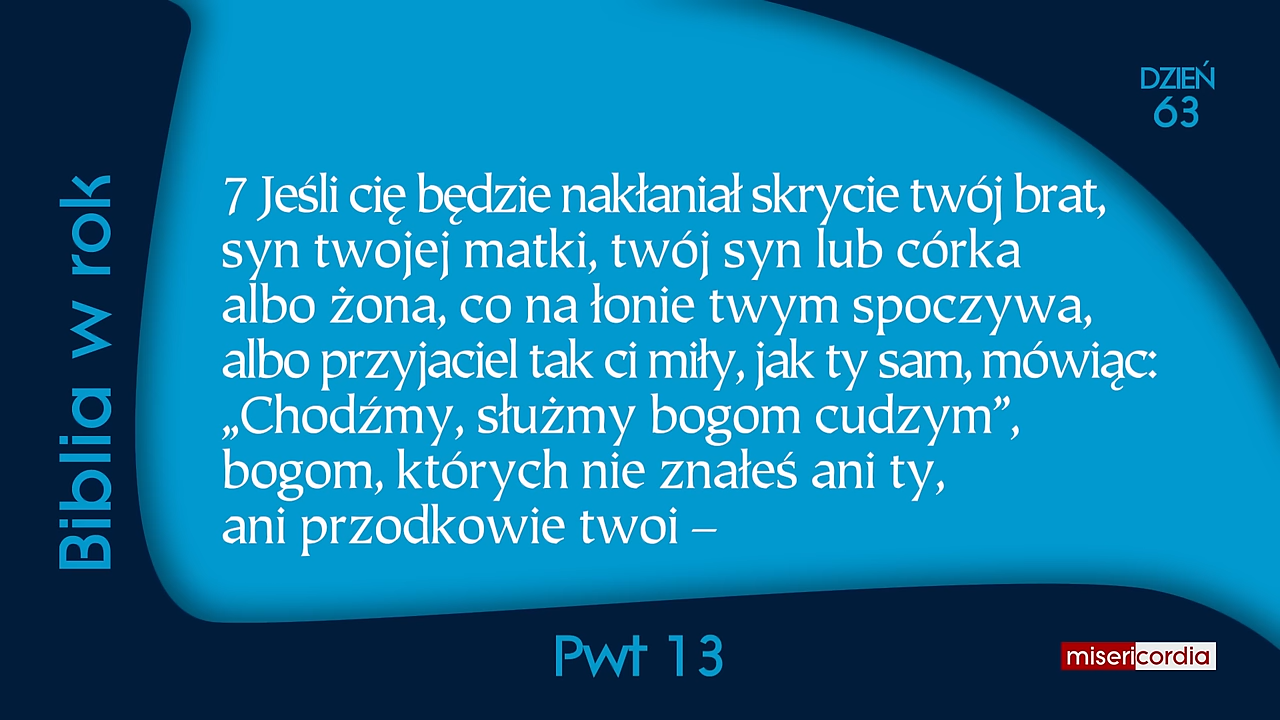 DZIEŃ
63
Biblia w rok
7 Jeśli cię będzie nakłaniał skrycie twój brat,
syn twojej matki, twój syn lub córka
albo żona, co na łonie twym spoczywa,
albo przyjaciel tak ci miły, jak ty sam, mówiąc:
„Chodźmy, służmy bogom cudzym”,
bogom, których nie znałeś ani ty,
ani przodkowie twoi –
Pwt 13
misericordia